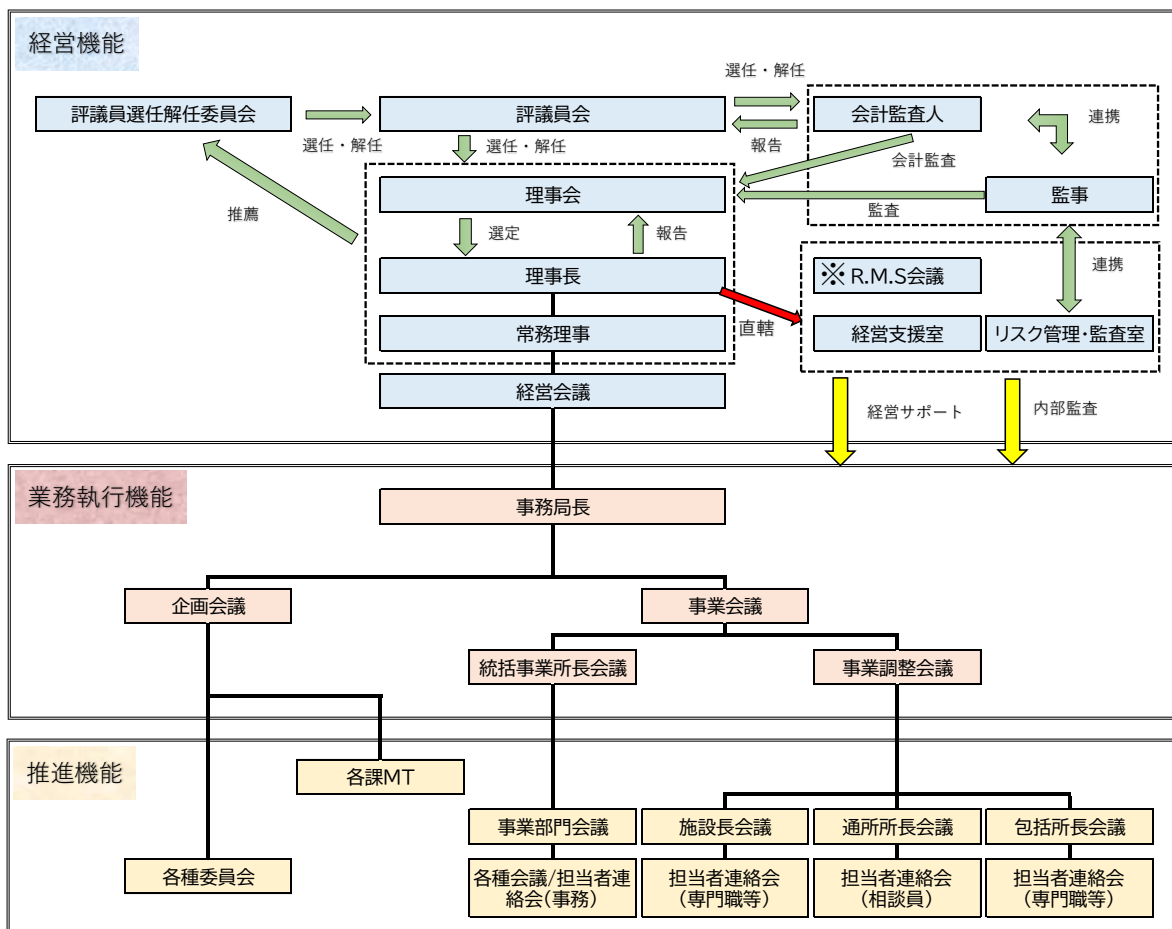 経営機能
選任・解任
評議員選任解任委員会
評議員会
会計監査人
連携
選任・解任
選任・解任
報告
会計監査
理事会
監事
推薦
監査
選定
報告
理事長
※ R.M.S会議
連携
直轄
常務理事
経営支援室
リスク管理・監査室
経営会議
経営サポート
内部監査
業務執行機能
事務局長
企画会議
事業会議
統括事業所長会議
事業調整会議
推進機能
各課MT
事業部門会議
施設長会議
通所所長会議
包括所長会議
各種委員会
各種会議/担当者連
絡会(事務)
担当者連絡会
(専門職等)
担当者連絡会
(相談員)
担当者連絡会
(専門職等)